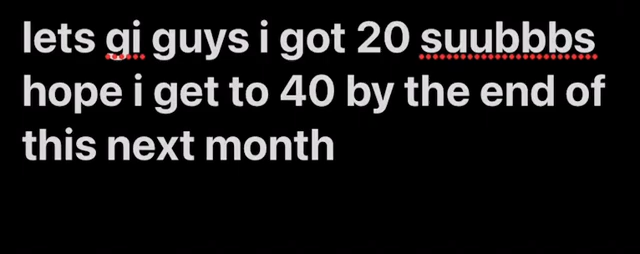 lets gi guys i got 20 suubbbs
hope i get to 40 by the end of
this next month